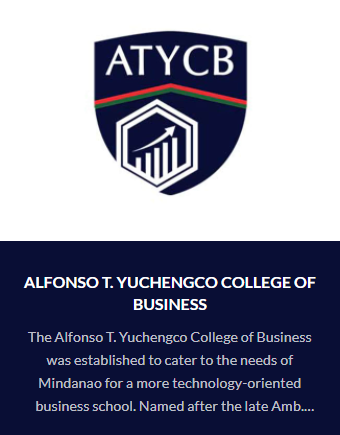 ATYCB
ALFONSO T. YUCHENGCO COLLEGE OF
BUSINESS
The Alfonso T. Yuchengco College of Business
was established to cater to the needs of
Mindanao for a more technology-oriented
business school. Named after the late Amb....